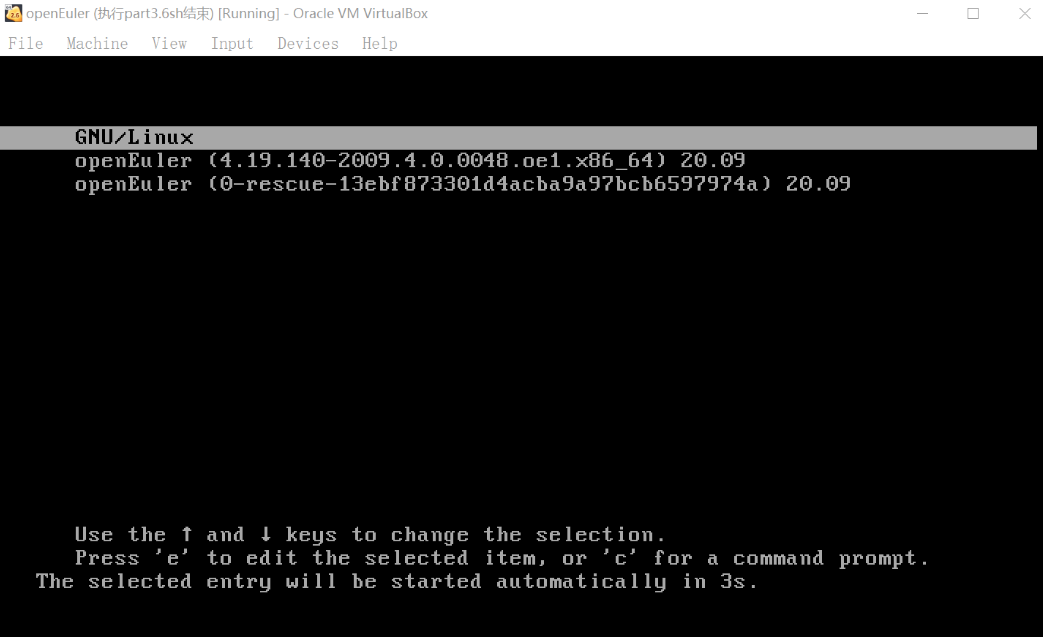 openEuler (执行part3.6sh结束) [Running] - Oracle VM VirtualBox
File Machine View Input Devices Help
GNU/Linux
openEuler (4.19.140-2009.4.0.0048.oe1.x86_64) 20.09
openEuler (0-rescue-13ebf873301d4acba9a97bcb6597974a) 20.09
Use the ↑ and ↓ keys to change the selection.
Press 'e' to edit the selected item, or 'c' for a command prompt.
The selected entry will be started automatically in 3s.